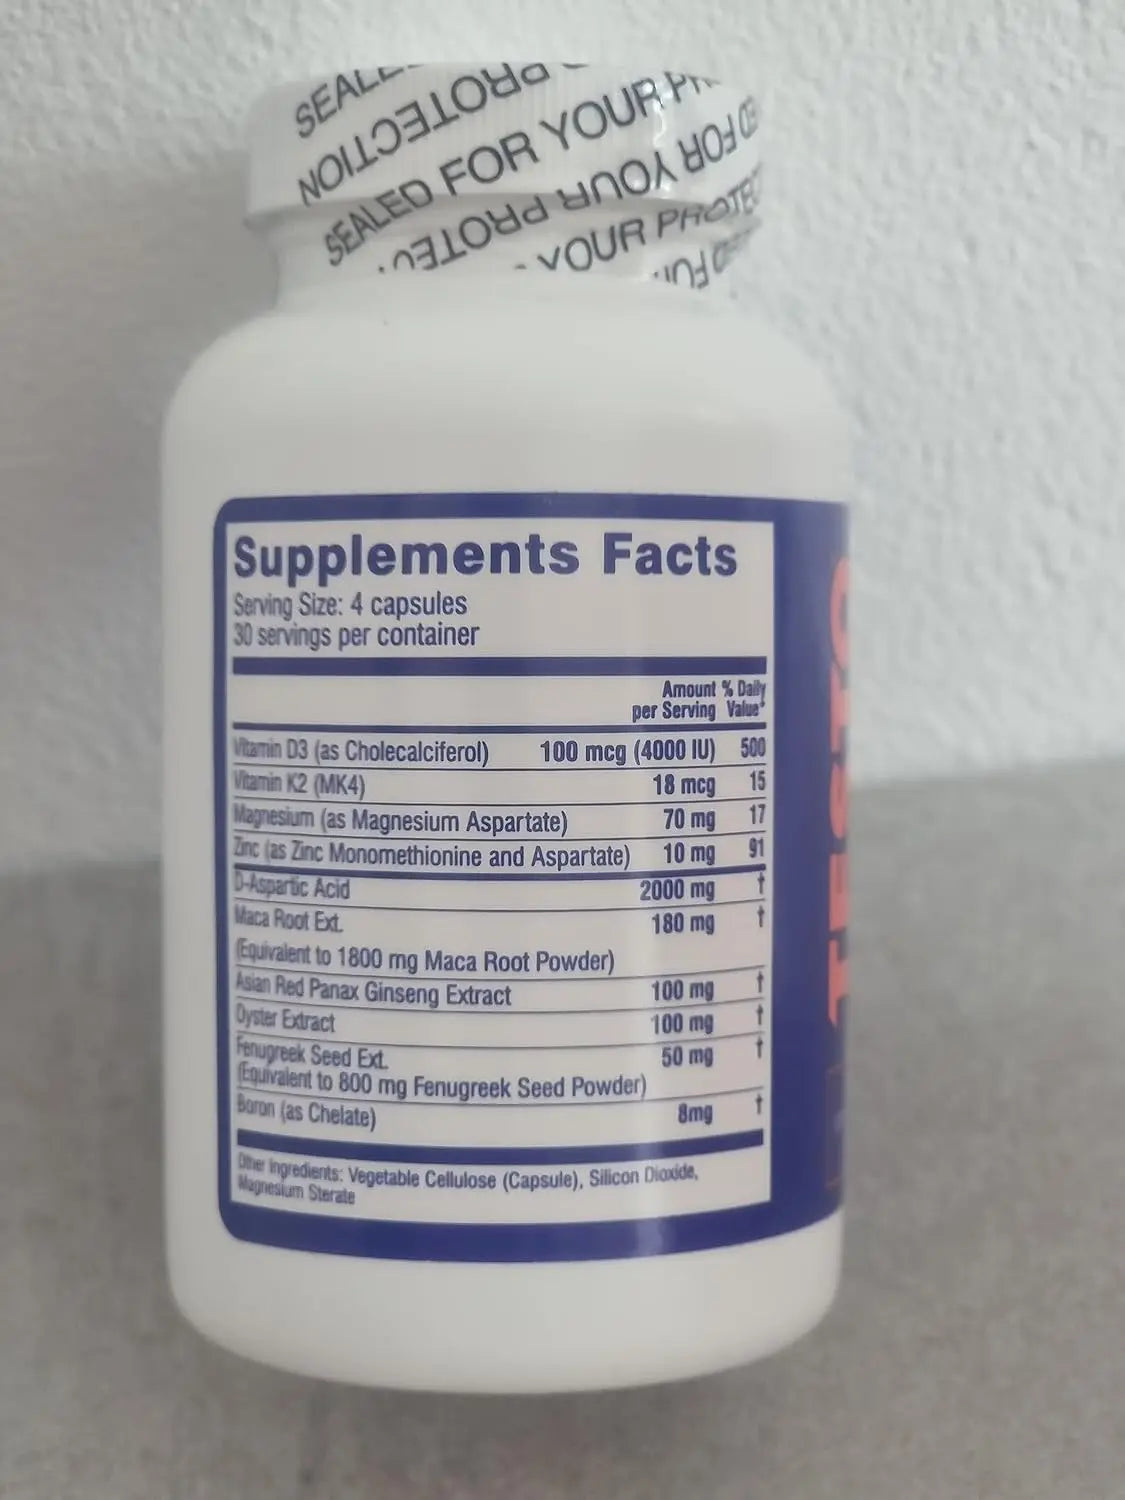 SEALED
PROTECTION
SEALED FOR YOUR PR
ED FOR YOUR PROTEC
YOUR PROTEC
Supplements Facts
Serving Size: 4 capsules
30 servings per container
Amount % Daily
per Serving Value*
Vitamin D3 (as Cholecalciferol) 100 mcg (4000 IU) 500
Vitamin K2 (MK4) 18 mcg 15
Magnesium (as Magnesium Aspartate) 70 mg 17
Zinc (as Zinc Monomethionine and Aspartate) 10 mg 91
D-Aspartic Acid 2000 mg †
Maca Root Ext. 180 mg †
(Equivalent to 1800 mg Maca Root Powder)
Asian Red Panax Ginseng Extract 100 mg †
Oyster Extract 100 mg †
Fenugreek Seed Ext. 50 mg †
(Equivalent to 800 mg Fenugreek Seed Powder)
Boron (as Chelate) 8mg †
Other Ingredients: Vegetable Cellulose (Capsule), Silicon Dioxide,
Magnesium Sterate
TESTO